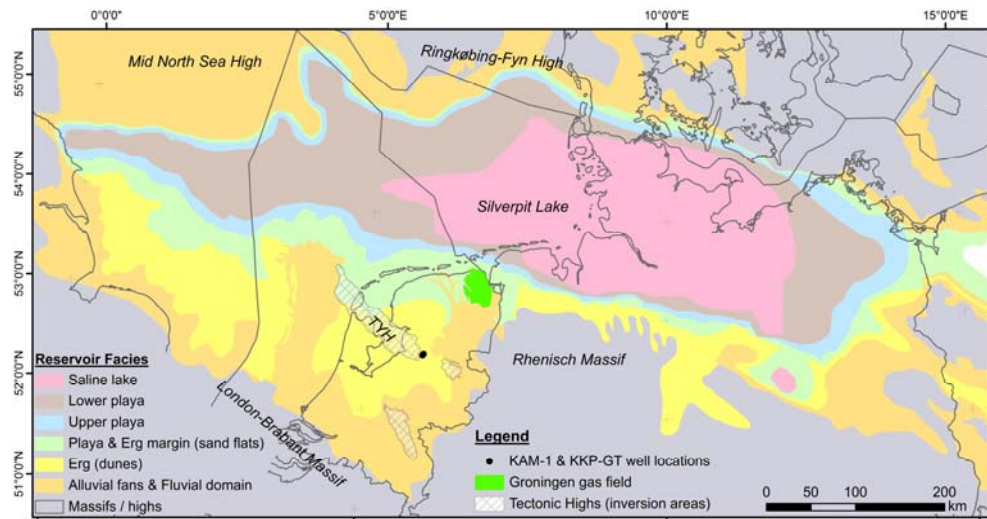 0°0'0"
5°0'0"E
10°0'0"E
15°0'0"E
55°0'0"N
54°0'0"N
53°0'0"N
52°0'0"N
51°0'0"N
Mid North Sea High
Ringkøbing-Fyn High
Silverpit Lake
TYH
Rhenisch Massif
London-Brabant Massif
Reservoir Facies
Saline lake
Lower playa
Upper playa
Playa & Erg margin (sand flats)
Erg (dunes)
Alluvial fans & Fluvial domain
Massifs / highs
Legend
KAM-1 & KKP-GT well locations
Groningen gas field
Tectonic Highs (inversion areas)
0 50 100 200
km